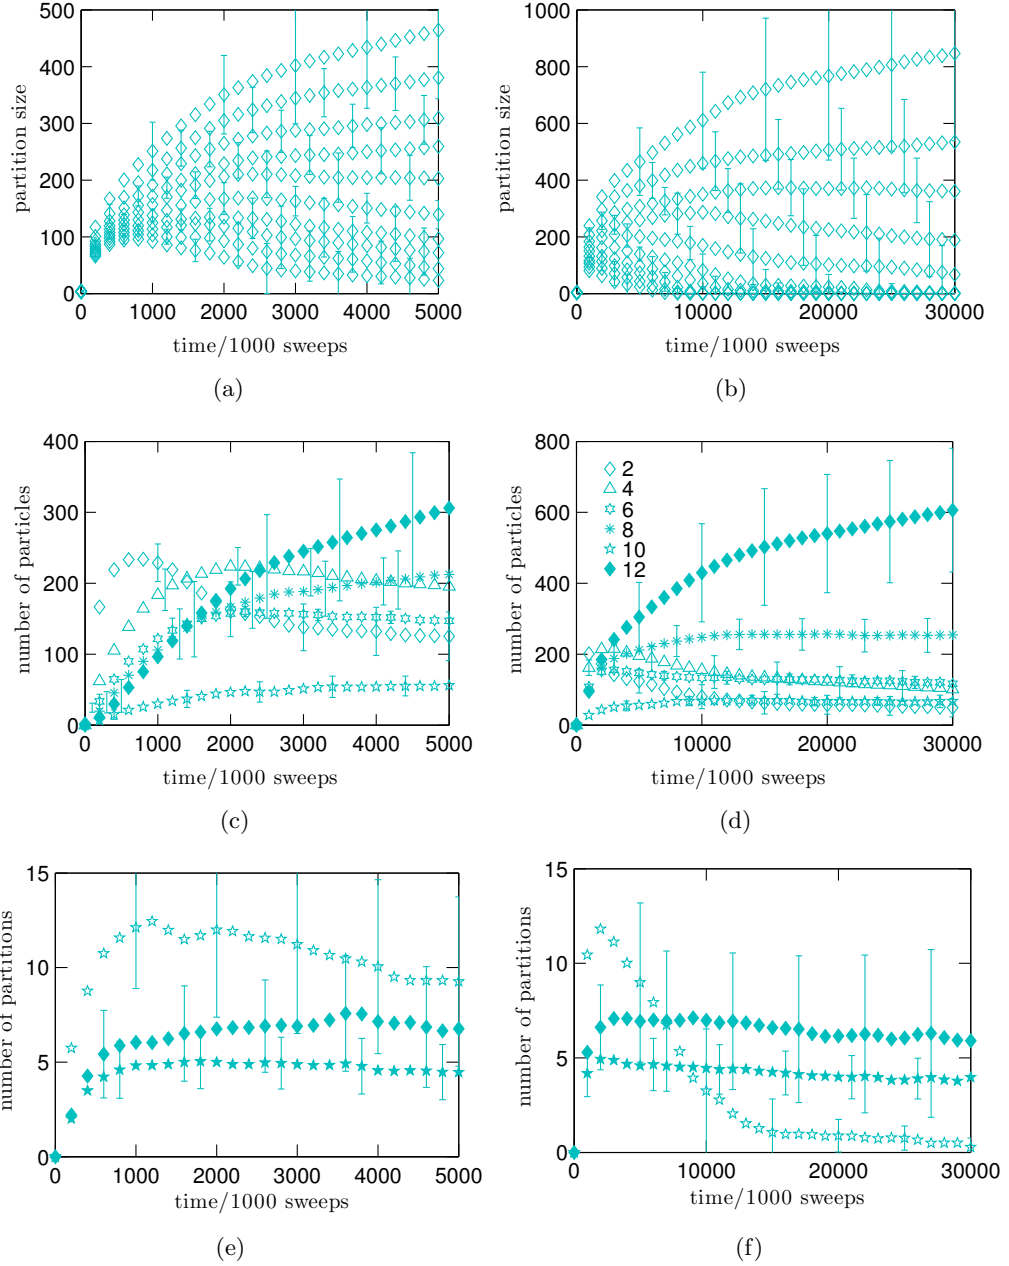 500
400
300
200
100
0
partition size
0 1000 2000 3000 4000 5000
time/1000 sweeps
(a)
1000
800
600
400
200
0
partition size
0 10000 20000 30000
time/1000 sweeps
(b)
400
300
200
100
0
number of particles
0 1000 2000 3000 4000 5000
time/1000 sweeps
(c)
800
600
400
200
0
number of particles
2
4
6
8
10
12
0 10000 20000 30000
time/1000 sweeps
(d)
15
10
5
0
number of partitions
0 1000 2000 3000 4000 5000
time/1000 sweeps
(e)
15
10
5
0
number of partitions
0 10000 20000 30000
time/1000 sweeps
(f)